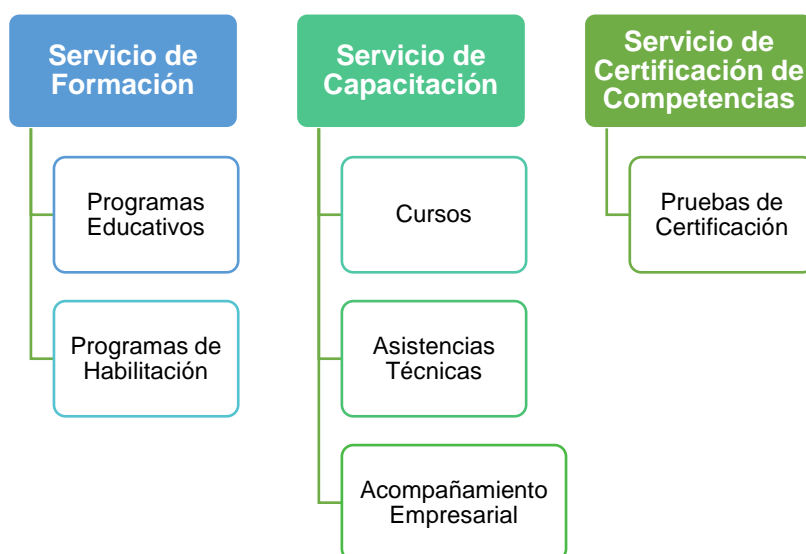 Servicio de
Formación
Programas
Educativos
Programas de
Habilitación
Servicio de
Capacitación
Cursos
Asistencias
Técnicas
Acompañamiento
Empresarial
Servicio de
Certificación de
Competencias
Pruebas de
Certificación